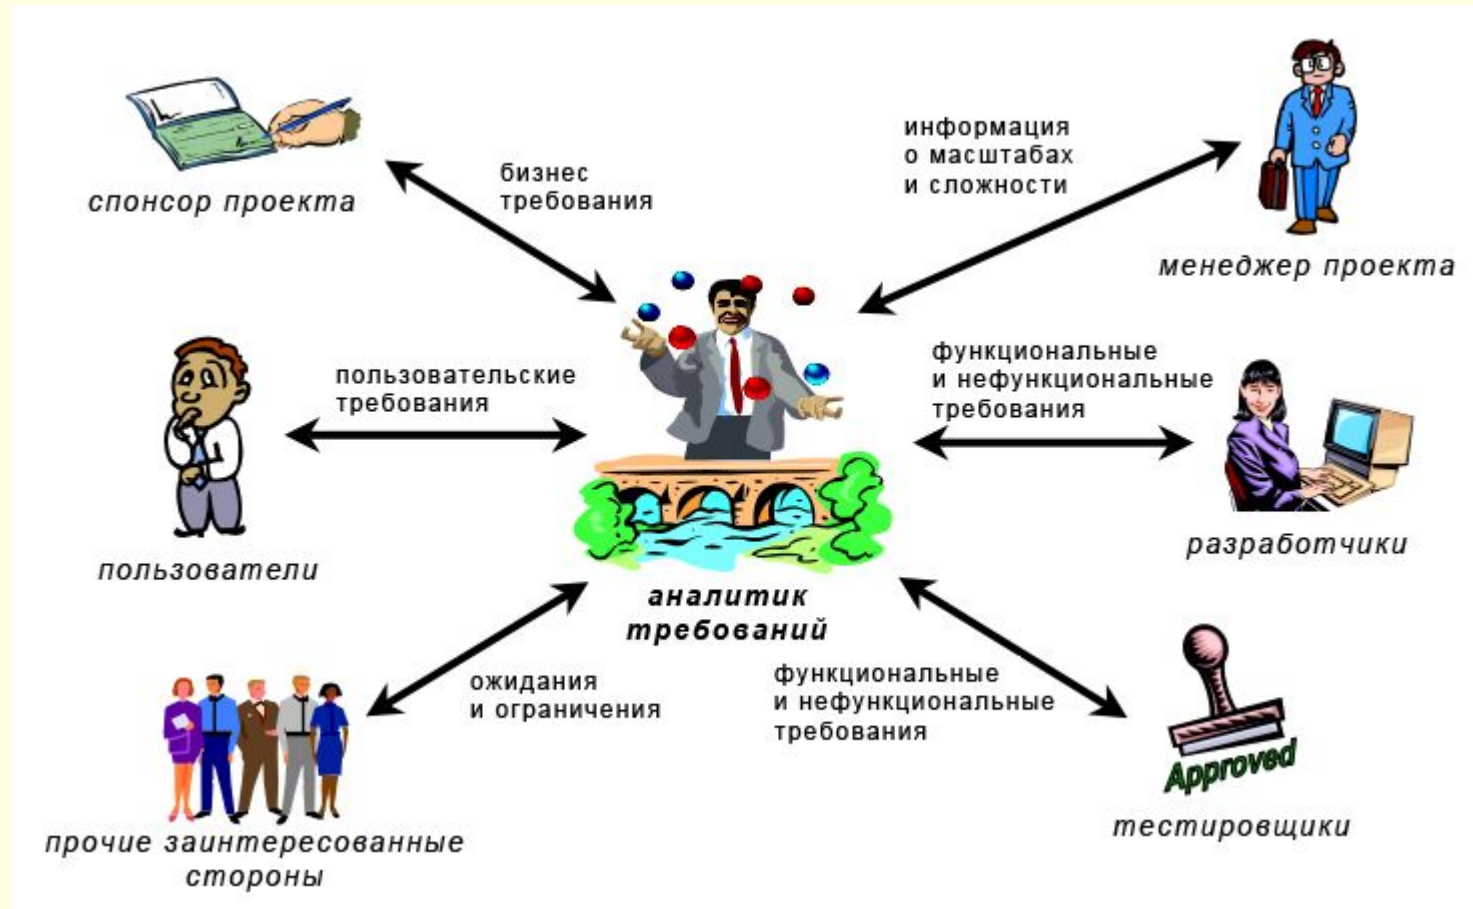 спонсор проекта
бизнес
требования
информация
о масштабах
и сложности
менеджер проекта
пользовательские
требования
пользователи
функциональные
и нефункциональные
требования
разработчики
аналитик
требований
ожидания
и ограничения
прочие заинтересованные
стороны
функциональные
и нефункциональные
требования
Approved
тестировщики